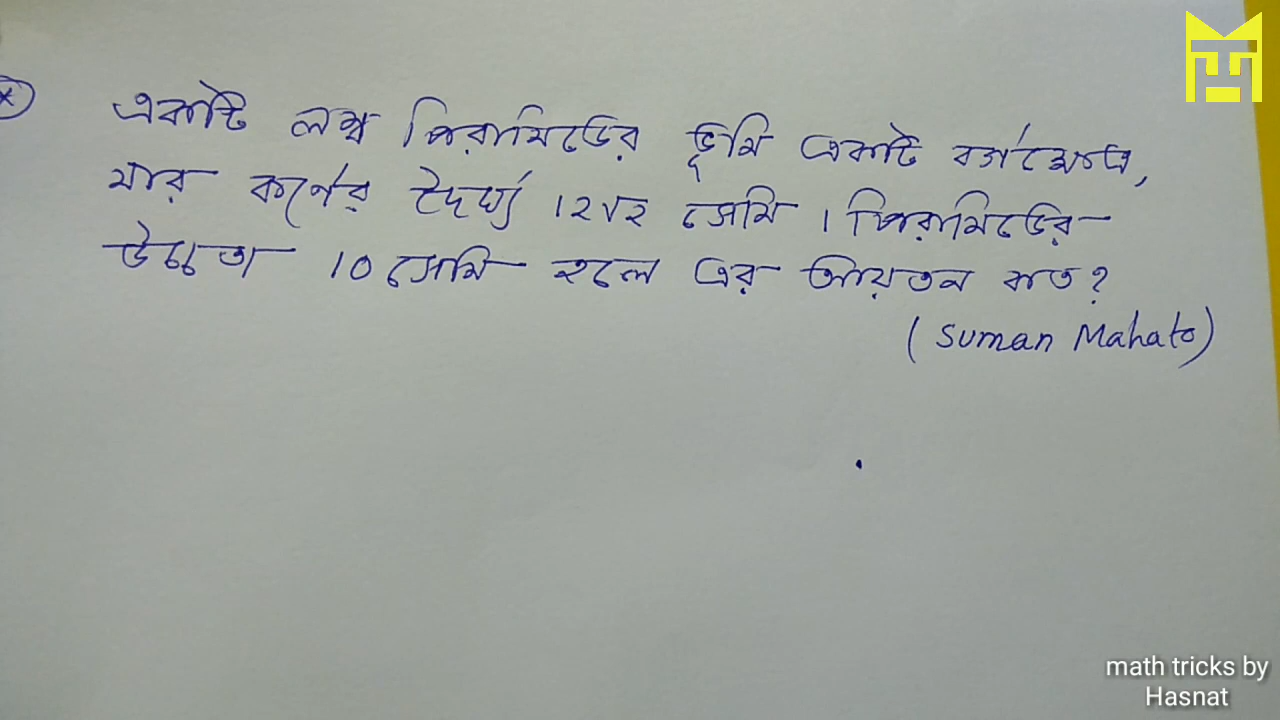 একটি লম্ব পিরামিডের ভূমি একটি বর্গক্ষেত্র,
যার কর্ণের দৈর্ঘ্য 12√2 সেমি। পিরামিডের
উচ্চতা 10 সেমি হলে এর আয়তন কত?
(Suman Mahato)
math tricks by
Hasnat